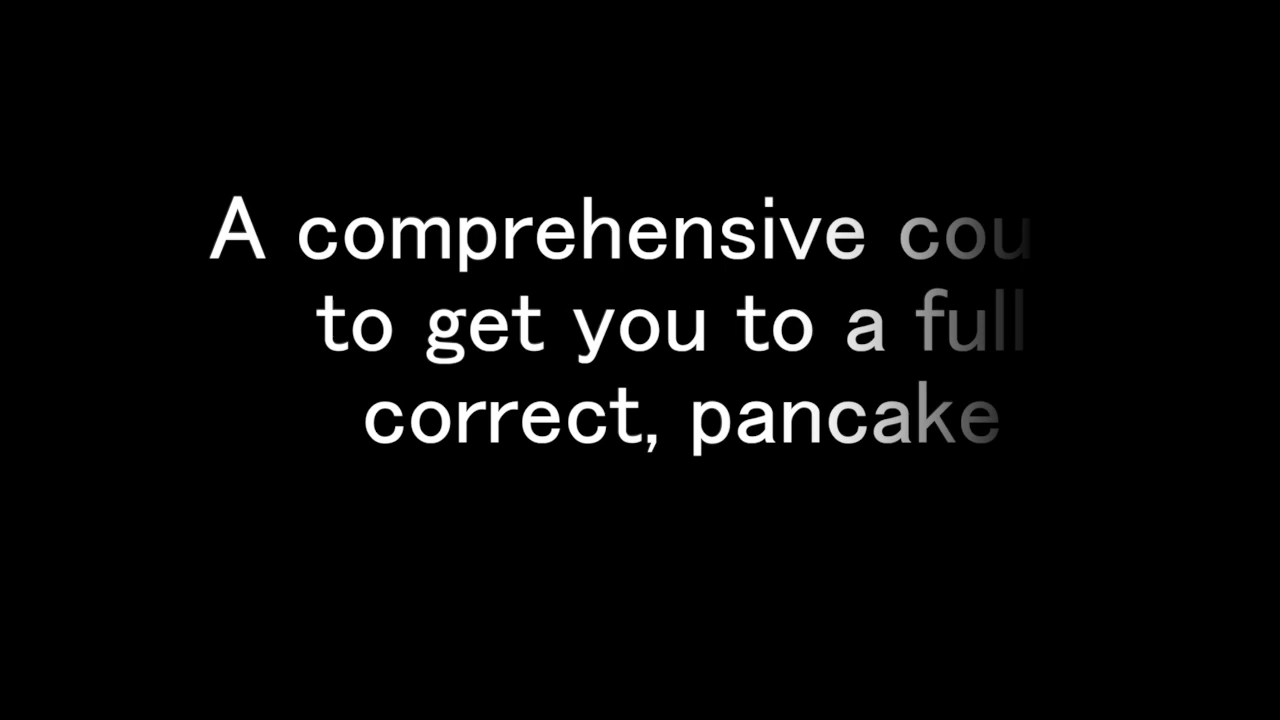 A comprehensive cou
to get you to a full
correct, pancake